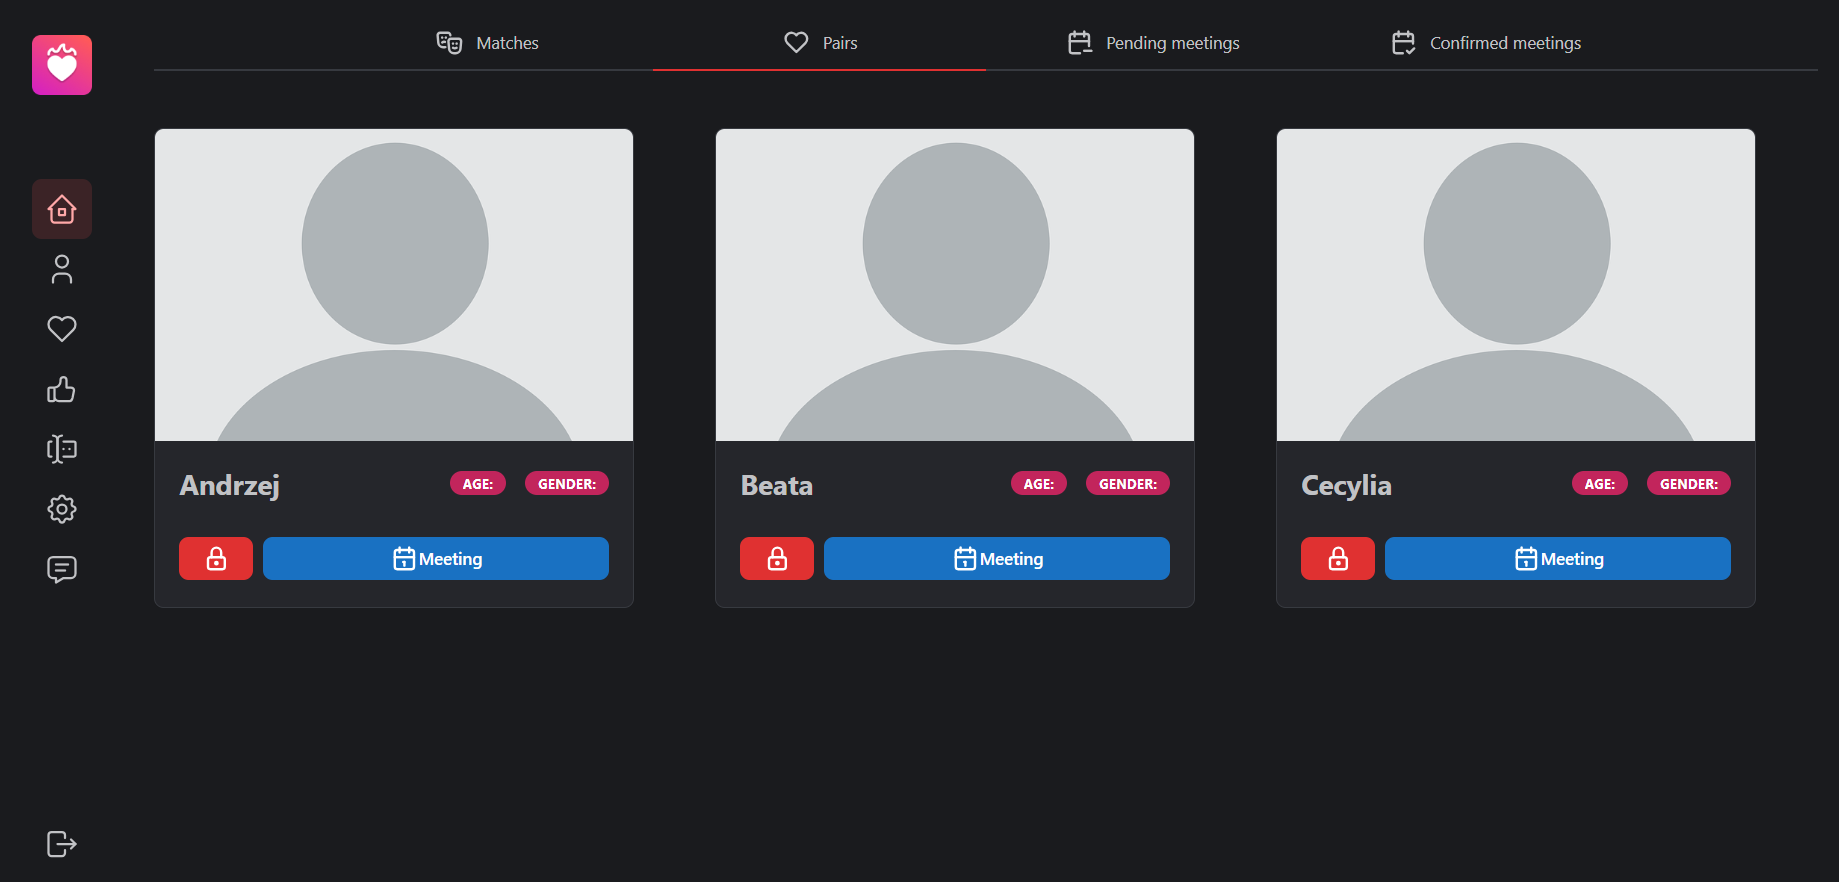 Matches
Pairs
Pending meetings
Confirmed meetings
Andrzej AGE: GENDER:
Meeting
Beata AGE: GENDER:
Meeting
Cecylia AGE: GENDER:
Meeting